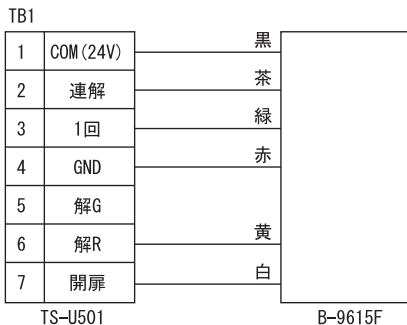 TB1
1 COM(24V) 黒
2 連解 茶
3 1回 緑
4 GND 赤
5 解G
6 解R 黄
7 開扉 白
TS-U501 B-9615F